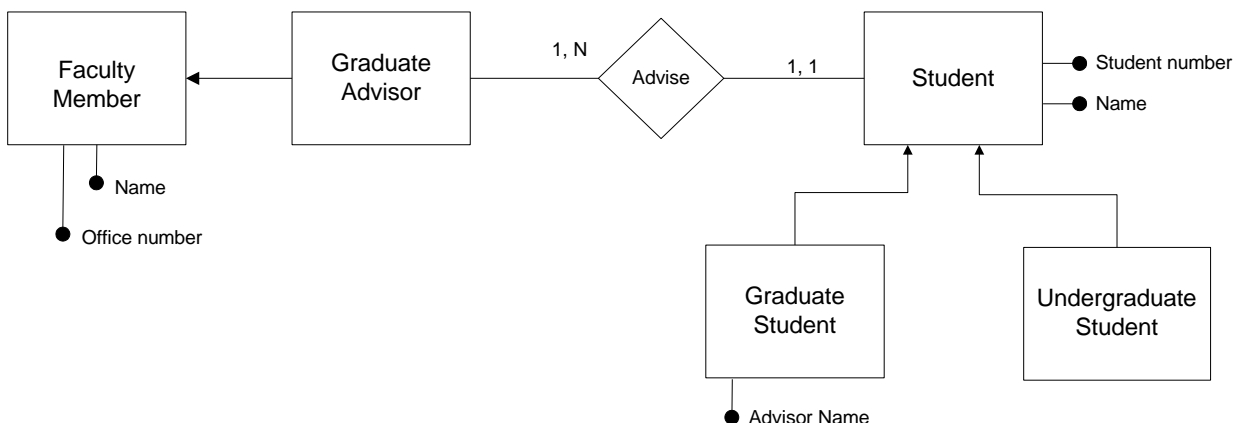 Faculty
Member
Graduate
Advisor
1, N
Advise
1, 1
Student
Student number
Name
Name
Office number
Graduate
Student
Undergraduate
Student
Advisor Name